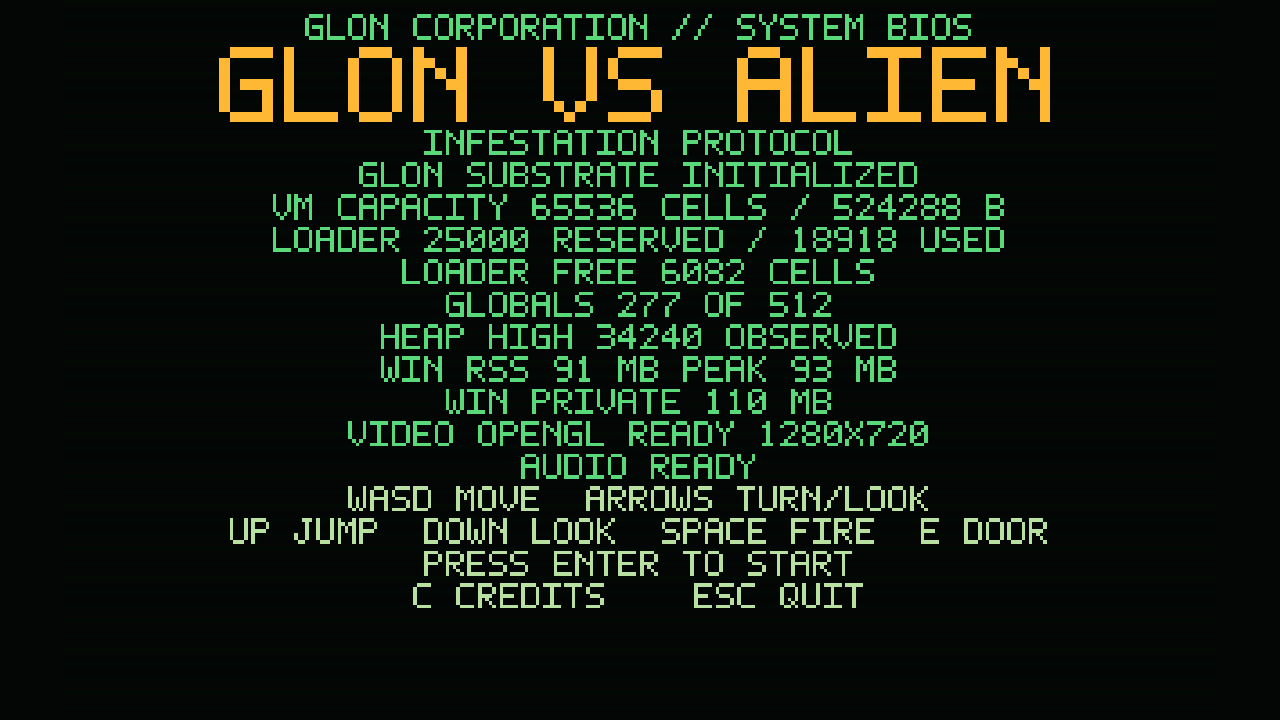 GLON CORPORATION // SYSTEM BIOS
GLON VS ALIEN
INFESTATION PROTOCOL
GLON SUBSTRATE INITIALIZED
VM CAPACITY 65536 CELLS / 524288 B
LOADER 25000 RESERVED / 18918 USED
LOADER FREE 6082 CELLS
GLOBALS 277 OF 512
HEAP HIGH 34240 OBSERVED
WIN RSS 91 MB PEAK 93 MB
WIN PRIVATE 110 MB
VIDEO OPENGL READY 1280X720
AUDIO READY
WASD MOVE  ARROWS TURN/LOOK
UP JUMP  DOWN LOOK  SPACE FIRE  E DOOR
PRESS ENTER TO START
C CREDITS    ESC QUIT